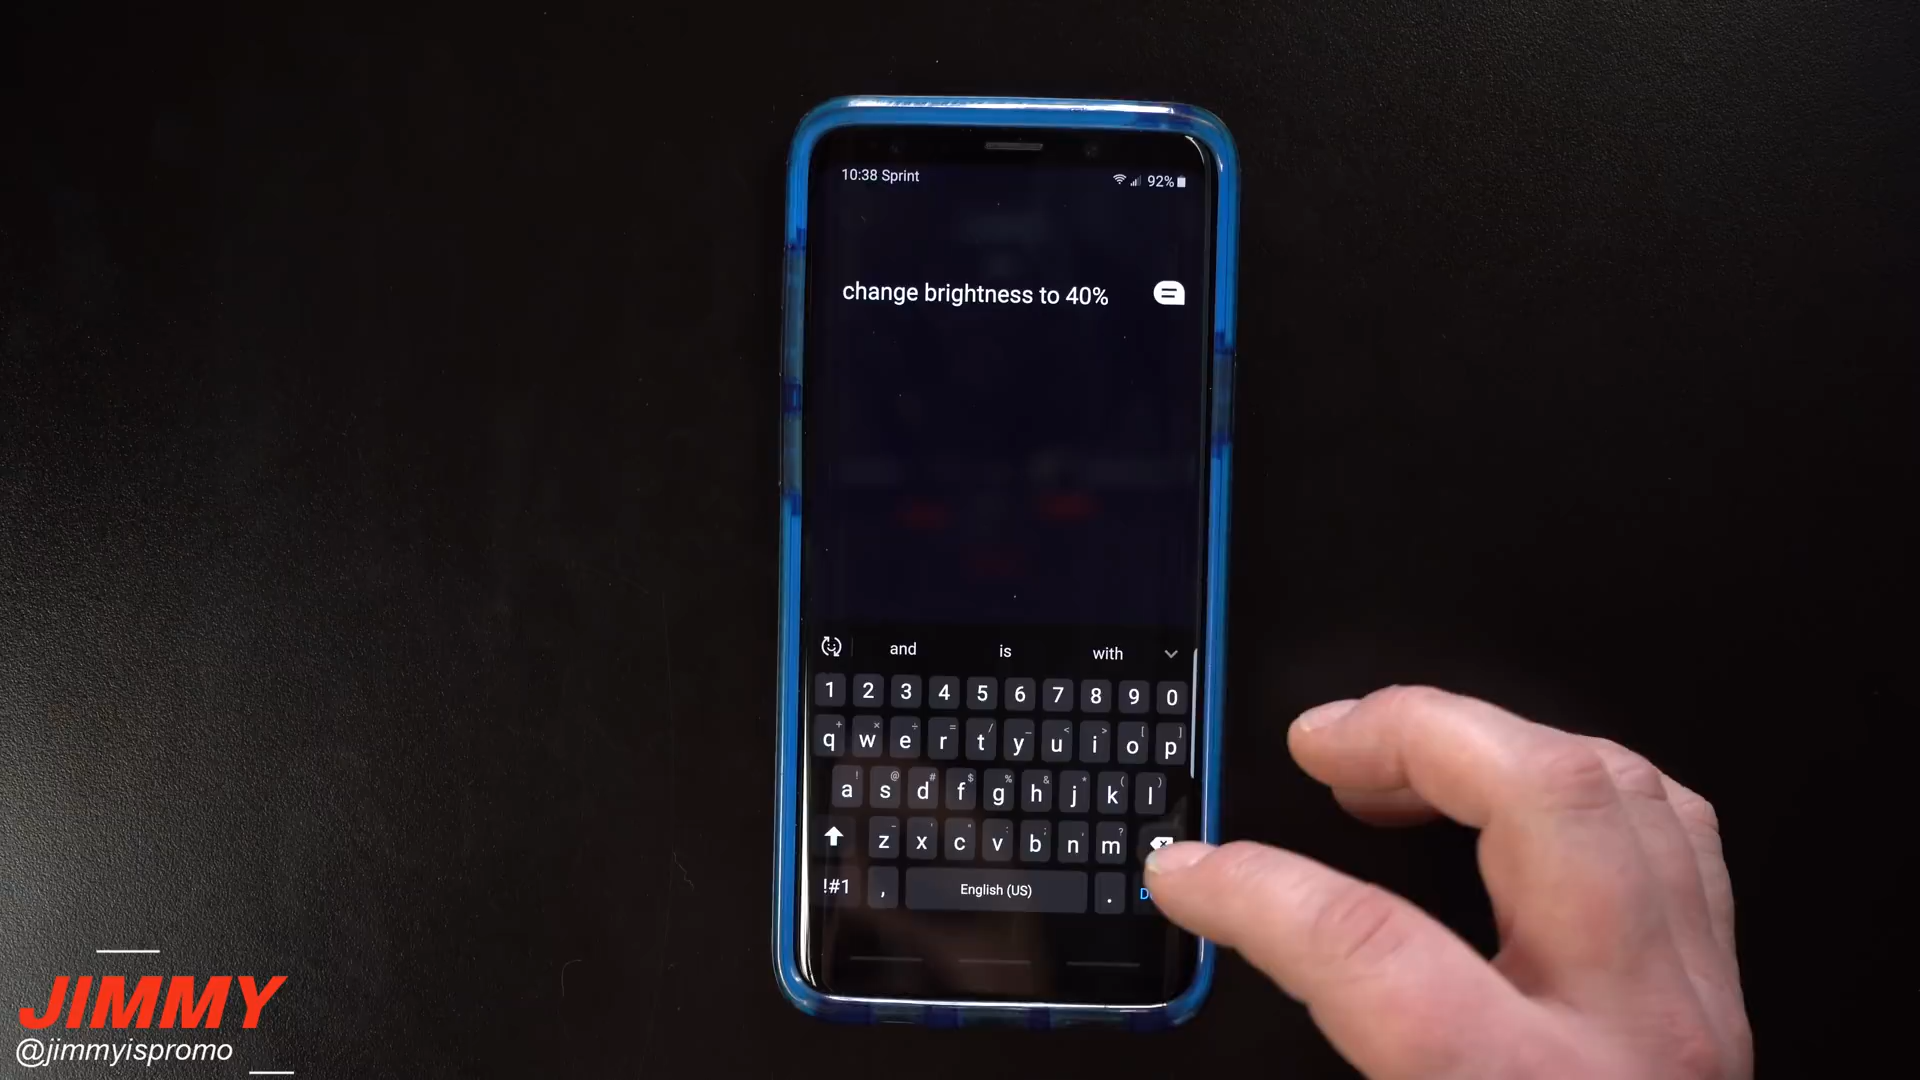 10:38 Sprint 92%
change brightness to 40%
and is with
1 2 3 4 5 6 7 8 9 0
q w e r t y u i o p
a s d f g h j k l
z x c v b n m
!#1 , English (US) .
JIMMY
@jimmyispromo